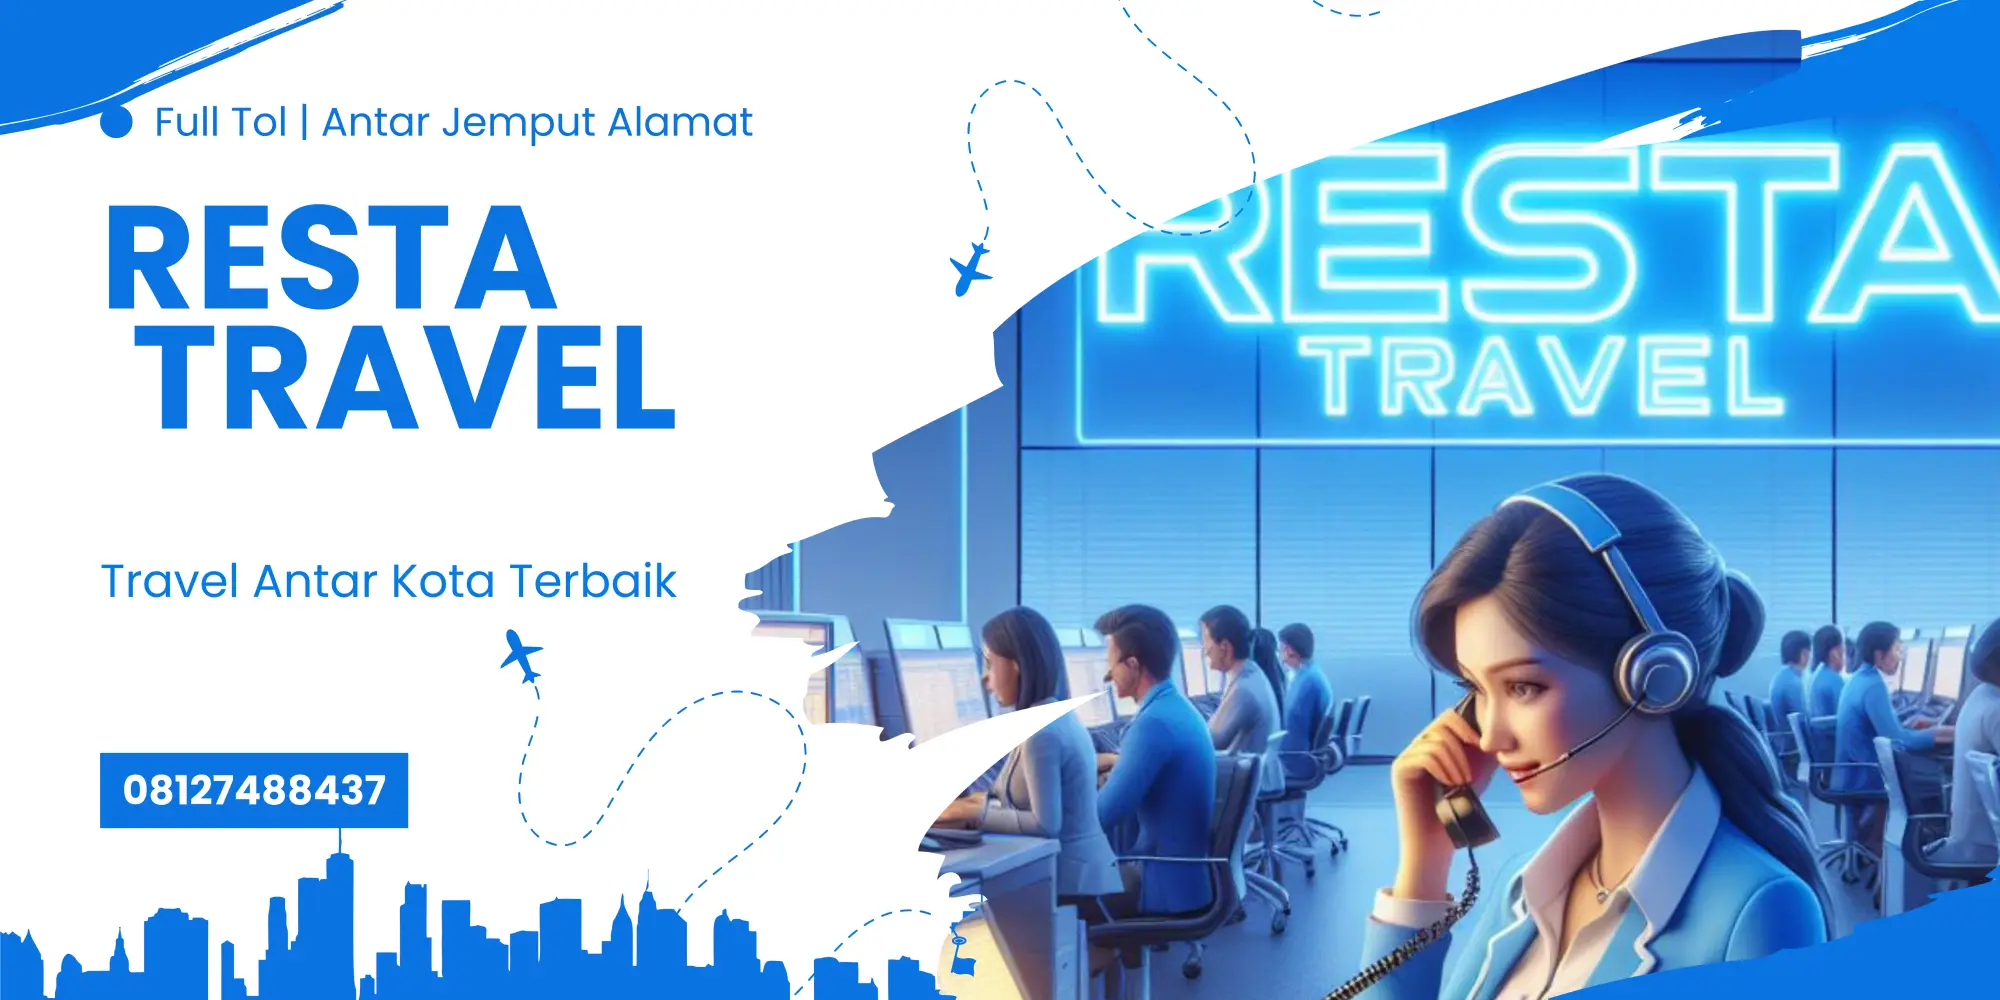 Full Tol | Antar Jemput Alamat
RESTA
TRAVEL
Travel Antar Kota Terbaik
08127488437
RESTA
TRAVEL